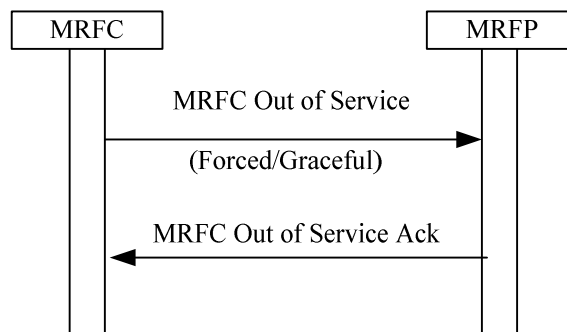 MRFC
MRFP
MRFC Out of Service
(Forced/Graceful)
MRFC Out of Service Ack